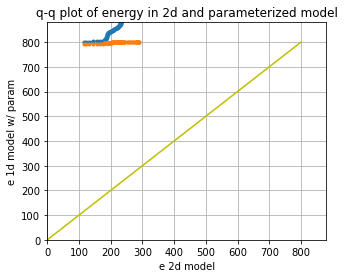 q-q plot of energy in 2d and parameterized model
800
700
600
500
400
300
200
100
0
e 1d model w/ param
0 100 200 300 400 500 600 700 800
e 2d model